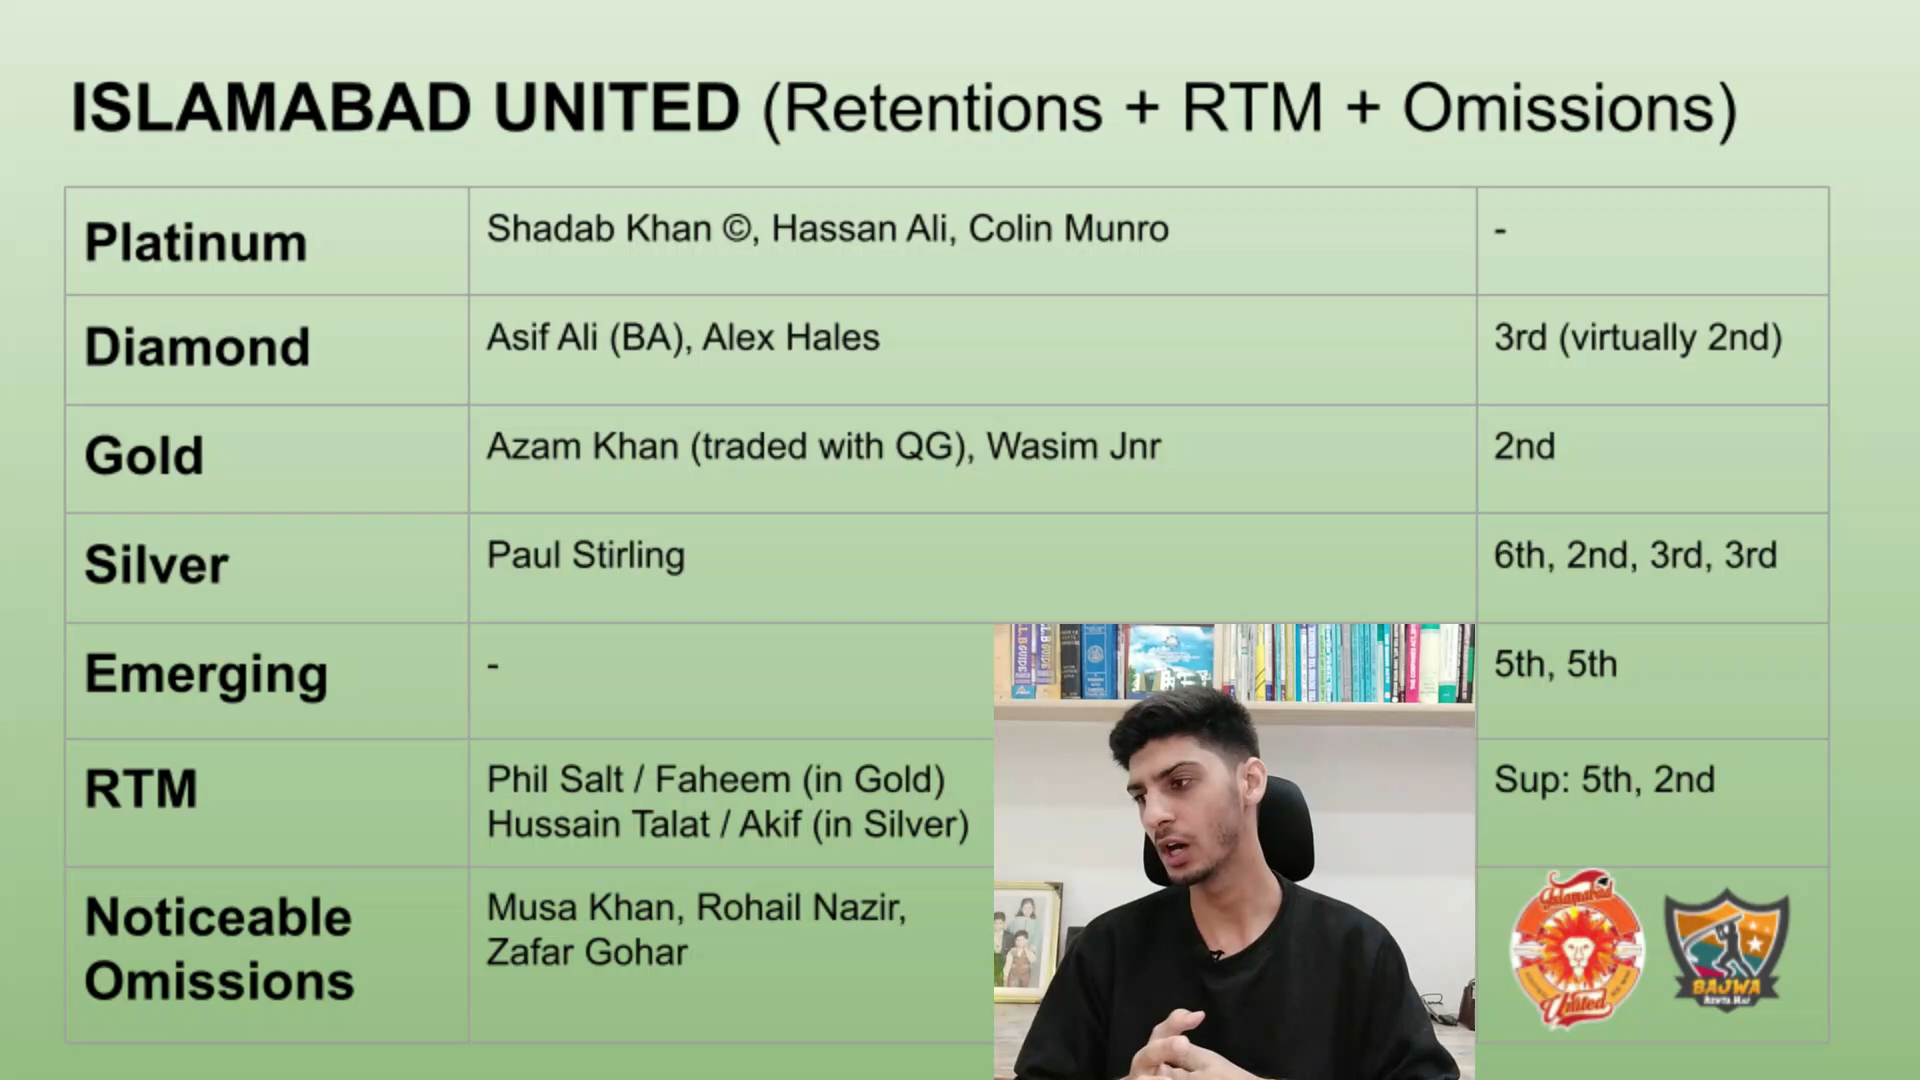 ISLAMABAD UNITED (Retentions + RTM + Omissions)
Platinum
Shadab Khan ©, Hassan Ali, Colin Munro
-
Diamond
Asif Ali (BA), Alex Hales
3rd (virtually 2nd)
Gold
Azam Khan (traded with QG), Wasim Jnr
2nd
Silver
Paul Stirling
6th, 2nd, 3rd, 3rd
Emerging
-
5th, 5th
RTM
Phil Salt / Faheem (in Gold)
Hussain Talat / Akif (in Silver)
Sup: 5th, 2nd
Noticeable
Omissions
Musa Khan, Rohail Nazir,
Zafar Gohar
Islamabad
United
BAJWA